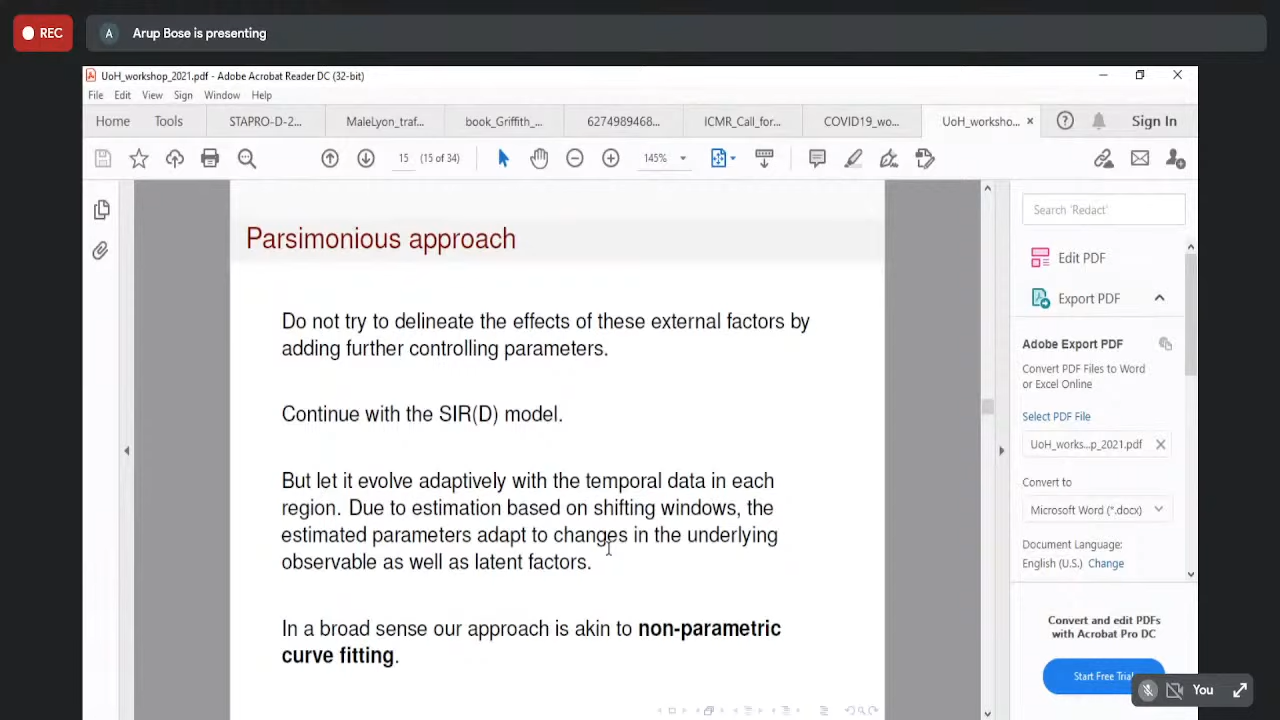 REC
A
Arup Bose is presenting
UoH_workshop_2021.pdf - Adobe Acrobat Reader DC (32-bit)
File Edit View Sign Window Help
Home Tools STAPRO-D-2... MaleLyon_traf... book_Griffith_... 6274989468... ICMR_Call_for... COVID19_wo... UoH_worksho... × Sign In
15 (15 of 34) 145%
Parsimonious approach
Do not try to delineate the effects of these external factors by
adding further controlling parameters.
Continue with the SIR(D) model.
But let it evolve adaptively with the temporal data in each
region. Due to estimation based on shifting windows, the
estimated parameters adapt to changes in the underlying
observable as well as latent factors.
In a broad sense our approach is akin to non-parametric
curve fitting.
Search 'Redact'
Edit PDF
Export PDF
Adobe Export PDF
Convert PDF Files to Word
or Excel Online
Select PDF File
UoH_works...p_2021.pdf
Convert to
Microsoft Word (*.docx)
Document Language:
English (U.S.) Change
Convert and edit PDFs
with Acrobat Pro DC
Start Free Trial
You